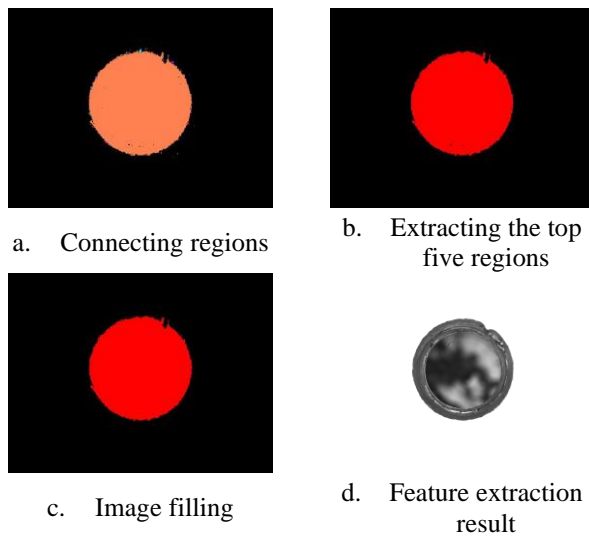 a. Connecting regions
b. Extracting the top
five regions
c. Image filling
d. Feature extraction
result